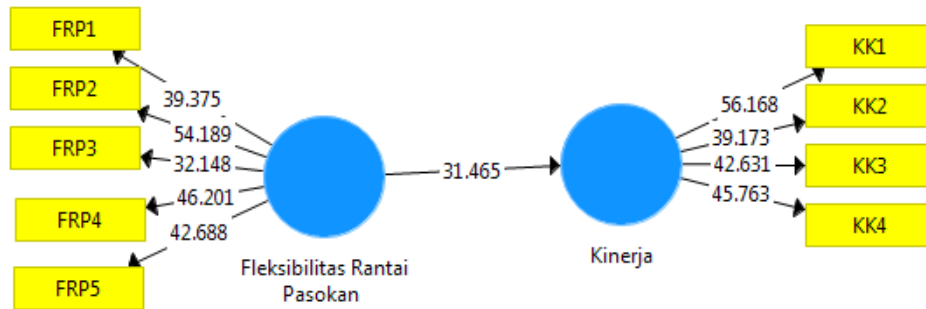 FRP1
FRP2
FRP3
FRP4
FRP5
39.375
54.189
32.148
46.201
42.688
Fleksibilitas Rantai
Pasokan
31.465
Kinerja
56.168
39.173
42.631
45.763
KK1
KK2
KK3
KK4